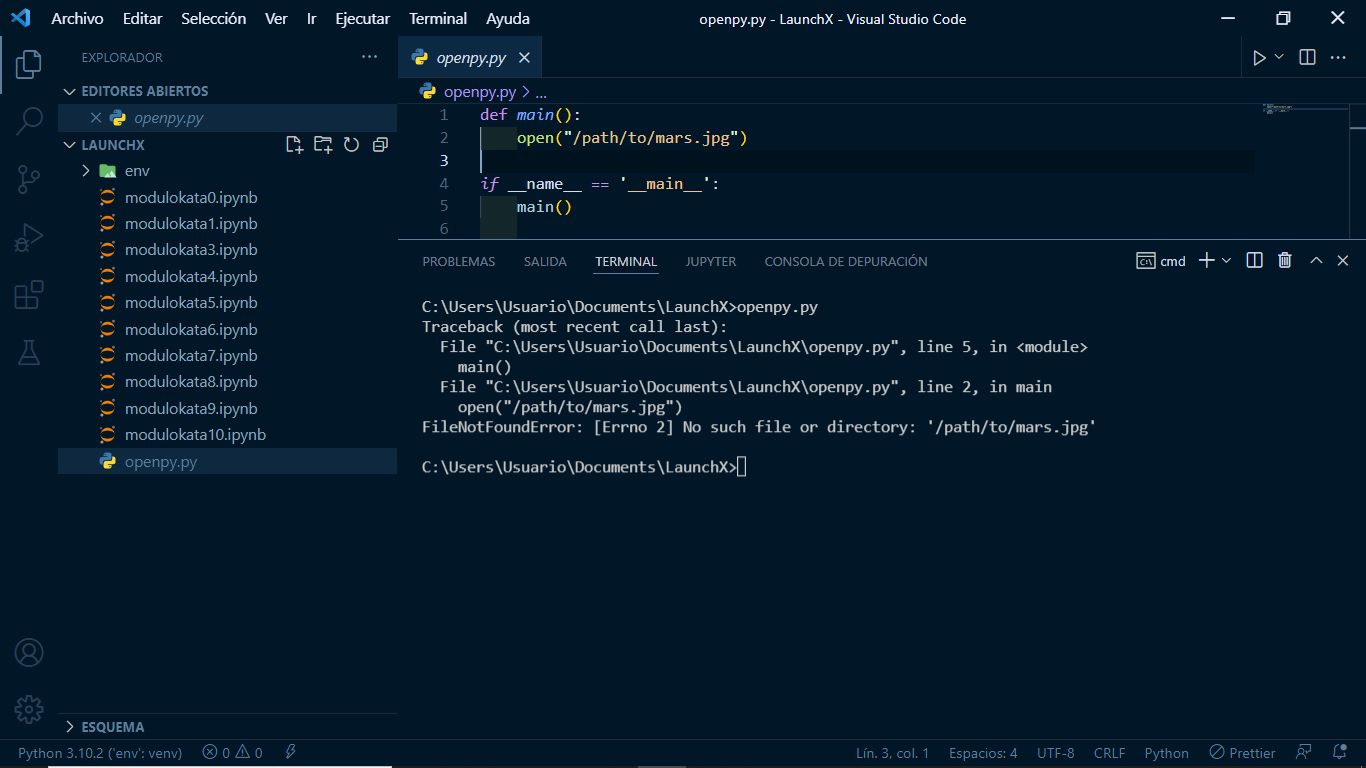 Archivo Editar Selección Ver Ir Ejecutar Terminal Ayuda openpy.py - LaunchX - Visual Studio Code
EXPLORADOR
EDITORES ABIERTOS
openpy.py
LAUNCHX
env
modulokata0.ipynb
modulokata1.ipynb
modulokata3.ipynb
modulokata4.ipynb
modulokata5.ipynb
modulokata6.ipynb
modulokata7.ipynb
modulokata8.ipynb
modulokata9.ipynb
modulokata10.ipynb
openpy.py
ESQUEMA
openpy.py
openpy.py > ...
1 def main():
2     open("/path/to/mars.jpg")
3
4 if __name__ == '__main__':
5     main()
6
PROBLEMAS SALIDA TERMINAL JUPYTER CONSOLA DE DEPURACIÓN cmd
C:\Users\Usuario\Documents\LaunchX>openpy.py
Traceback (most recent call last):
  File "C:\Users\Usuario\Documents\LaunchX\openpy.py", line 5, in <module>
    main()
  File "C:\Users\Usuario\Documents\LaunchX\openpy.py", line 2, in main
    open("/path/to/mars.jpg")
FileNotFoundError: [Errno 2] No such file or directory: '/path/to/mars.jpg'
C:\Users\Usuario\Documents\LaunchX>
Python 3.10.2 ('env': venv) 0 0 Lín. 3, col. 1 Espacios: 4 UTF-8 CRLF Python Prettier